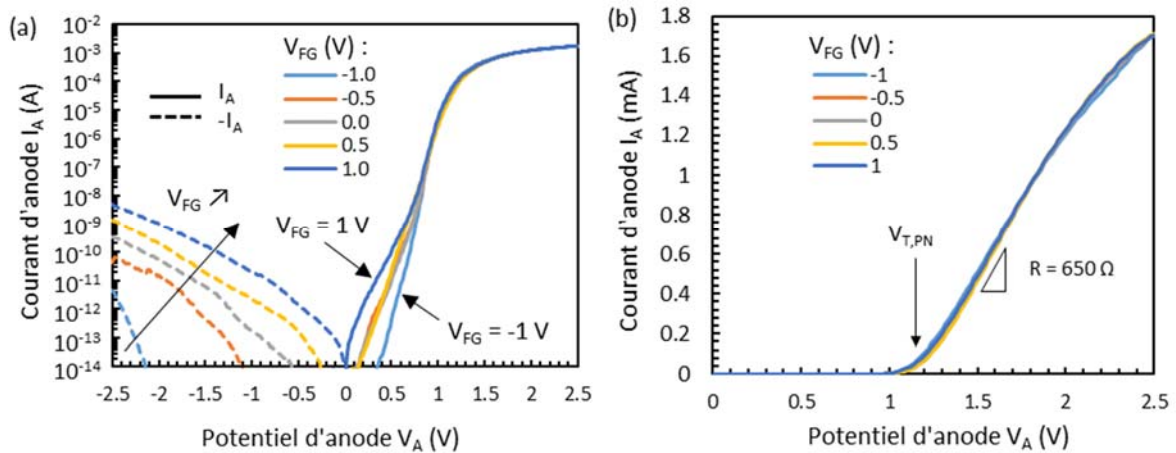 (a)
Courant d'anode I_A (A)
10^-2
10^-3
10^-4
10^-5
10^-6
10^-7
10^-8
10^-9
10^-10
10^-11
10^-12
10^-13
10^-14
I_A
-I_A
V_FG (V) :
-1.0
-0.5
0.0
0.5
1.0
V_FG ↗
V_FG = 1 V
V_FG = -1 V
-2.5 -2 -1.5 -1 -0.5 0 0.5 1 1.5 2 2.5
Potentiel d'anode V_A (V)
(b)
Courant d'anode I_A (mA)
1.8
1.6
1.4
1.2
1
0.8
0.6
0.4
0.2
0
V_FG (V) :
-1
-0.5
0
0.5
1
V_T,PN
R = 650 Ω
0 0.5 1 1.5 2 2.5
Potentiel d'anode V_A (V)